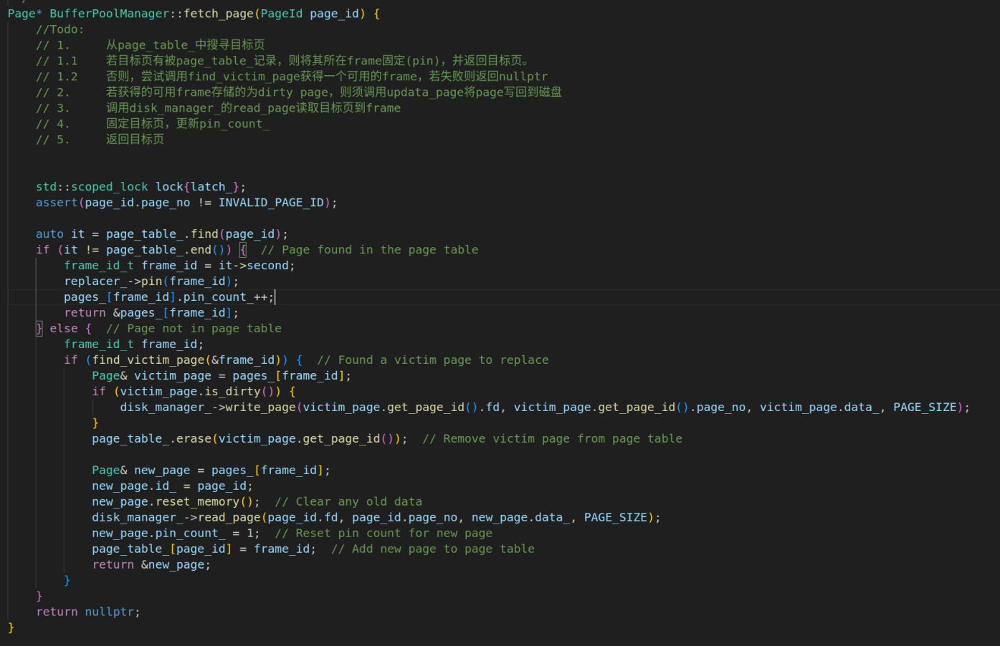 Page* BufferPoolManager::fetch_page(PageId page_id) {
    //Todo:
    // 1.     从page_table_中搜寻目标页
    // 1.1    若目标页有被page_table_记录，则将其所在frame固定(pin)，并返回目标页。
    // 1.2    否则，尝试调用find_victim_page获得一个可用的frame，若失败则返回nullptr
    // 2.     若获得的可用frame存储的为dirty page，则须调用updata_page将page写回到磁盘
    // 3.     调用disk_manager_的read_page读取目标页到frame
    // 4.     固定目标页，更新pin_count_
    // 5.     返回目标页
    std::scoped_lock lock{latch_};
    assert(page_id.page_no != INVALID_PAGE_ID);
    auto it = page_table_.find(page_id);
    if (it != page_table_.end()) {  // Page found in the page table
        frame_id_t frame_id = it->second;
        replacer_->pin(frame_id);
        pages_[frame_id].pin_count_++;
        return &pages_[frame_id];
    } else {  // Page not in page table
        frame_id_t frame_id;
        if (find_victim_page(&frame_id)) {  // Found a victim page to replace
            Page& victim_page = pages_[frame_id];
            if (victim_page.is_dirty()) {
                disk_manager_->write_page(victim_page.get_page_id().fd, victim_page.get_page_id().page_no, victim_page.data_, PAGE_SIZE);
            }
            page_table_.erase(victim_page.get_page_id());  // Remove victim page from page table
            Page& new_page = pages_[frame_id];
            new_page.id_ = page_id;
            new_page.reset_memory();  // Clear any old data
            disk_manager_->read_page(page_id.fd, page_id.page_no, new_page.data_, PAGE_SIZE);
            new_page.pin_count_ = 1;  // Reset pin count for new page
            page_table_[page_id] = frame_id;  // Add new page to page table
            return &new_page;
        }
    }
    return nullptr;
}